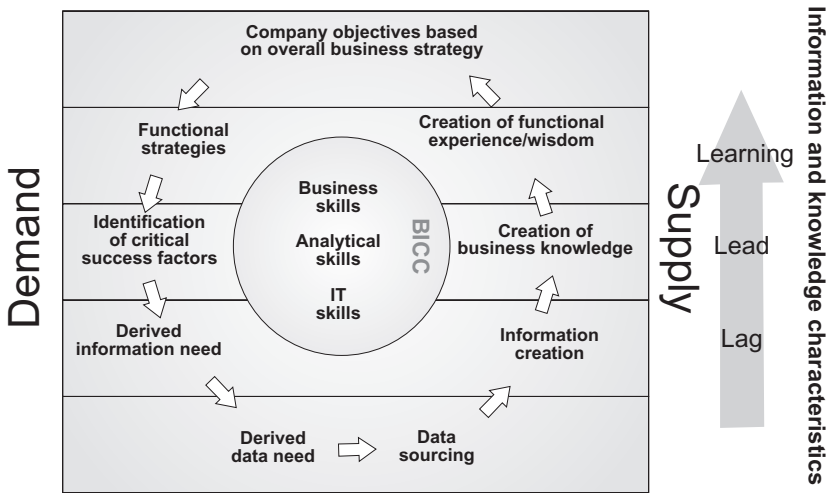 Company objectives based
on overall business strategy
Functional
strategies
Creation of functional
experience/wisdom
Identification
of critical
success factors
Business
skills
Analytical
skills
IT
skills
BICC
Creation of
business knowledge
Derived
information need
Information
creation
Derived
data need
Data
sourcing
Demand
Supply
Learning
Lead
Lag
Information and knowledge characteristics